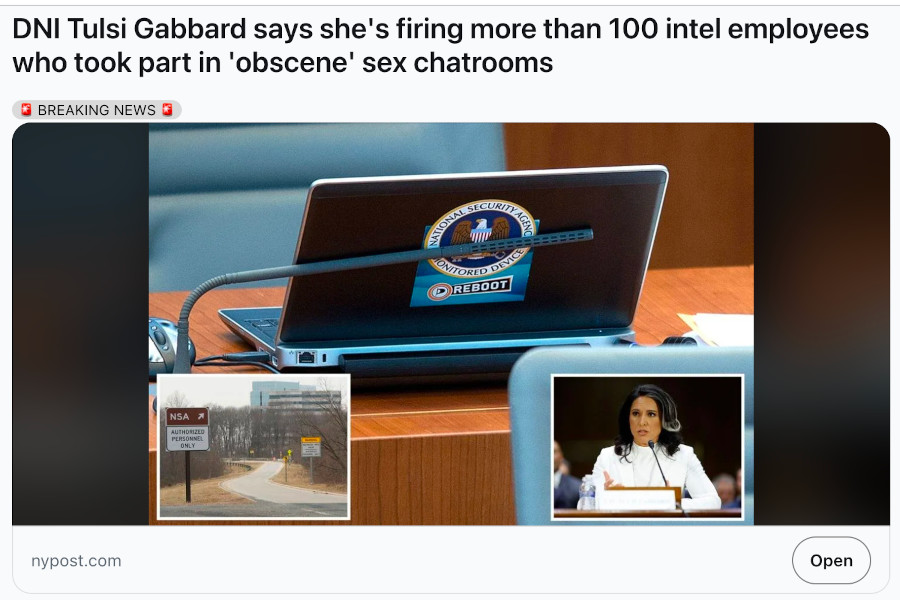 DNI Tulsi Gabbard says she's firing more than 100 intel employees
who took part in 'obscene' sex chatrooms
🚨 BREAKING NEWS 🚨
NATIONAL SECURITY AGENCY
MONITORED DEVICE
REBOOT
NSA
AUTHORIZED
PERSONNEL
ONLY
nypost.com
Open